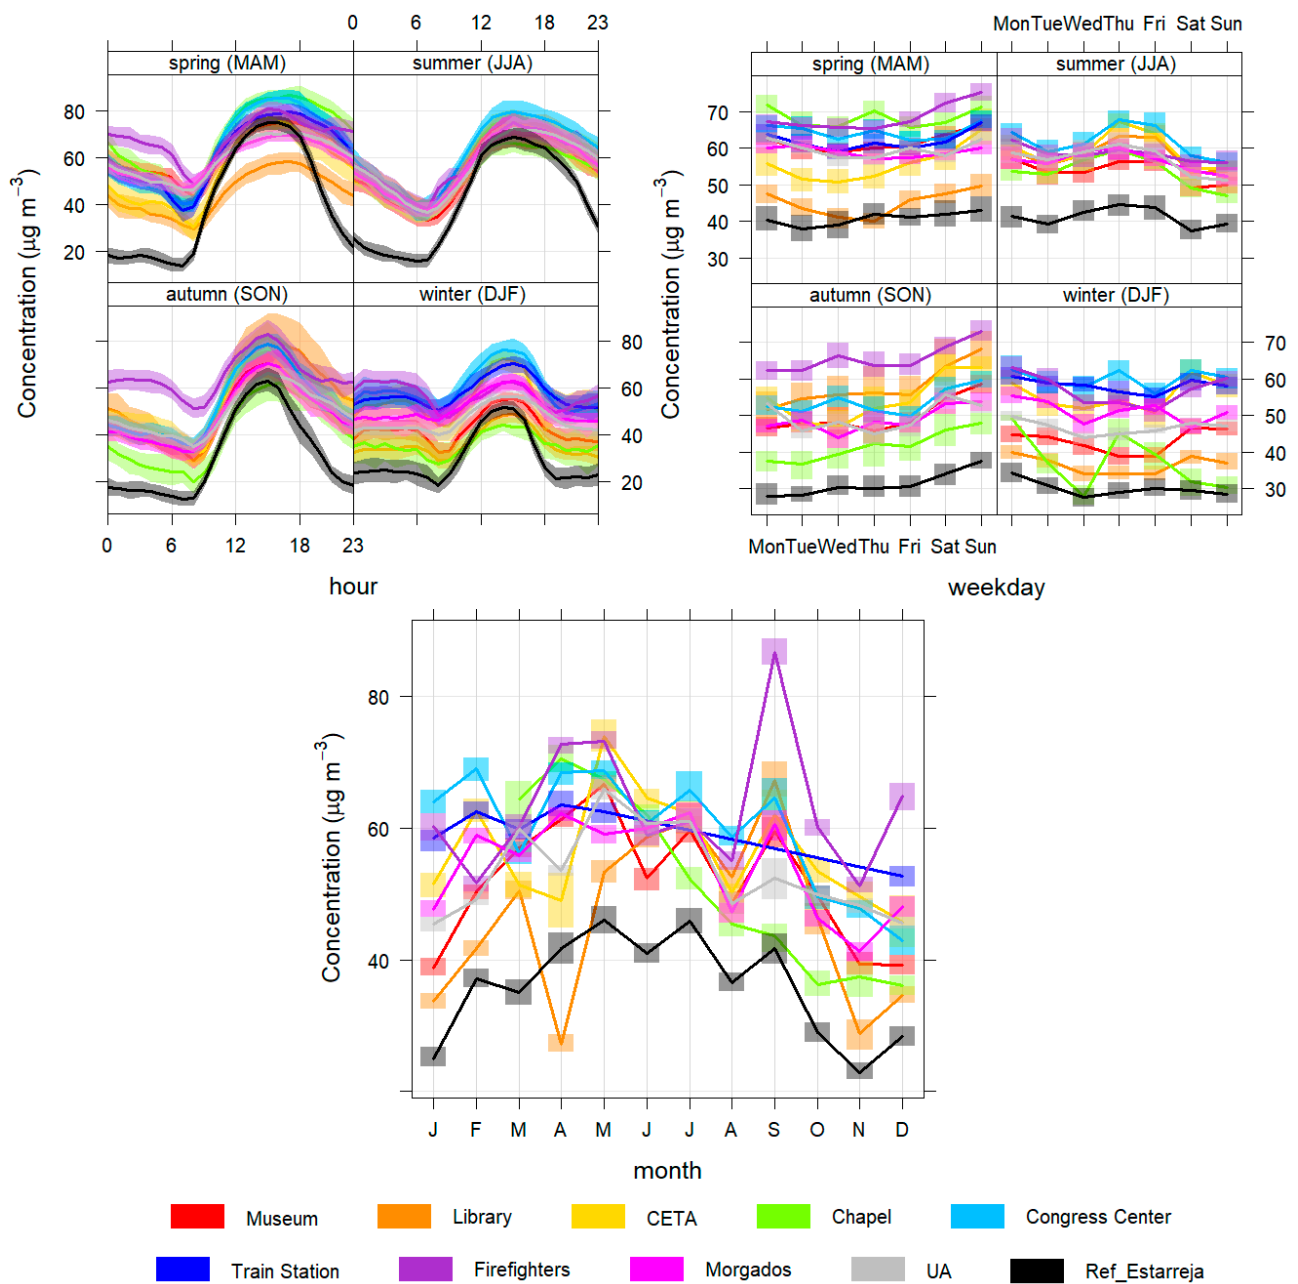 0 6 12 18 23
MonTueWedThu Fri Sat Sun
spring (MAM) summer (JJA)
spring (MAM) summer (JJA)
80
60
40
20
70
60
50
40
30
autumn (SON) winter (DJF)
autumn (SON) winter (DJF)
80
60
40
20
70
60
50
40
30
Concentration (µg m−3)
Concentration (µg m−3)
0 6 12 18 23
MonTueWedThu Fri Sat Sun
hour
weekday
80
60
40
Concentration (µg m−3)
J F M A M J J A S O N D
month
Museum Library CETA Chapel Congress Center
Train Station Firefighters Morgados UA Ref_Estarreja